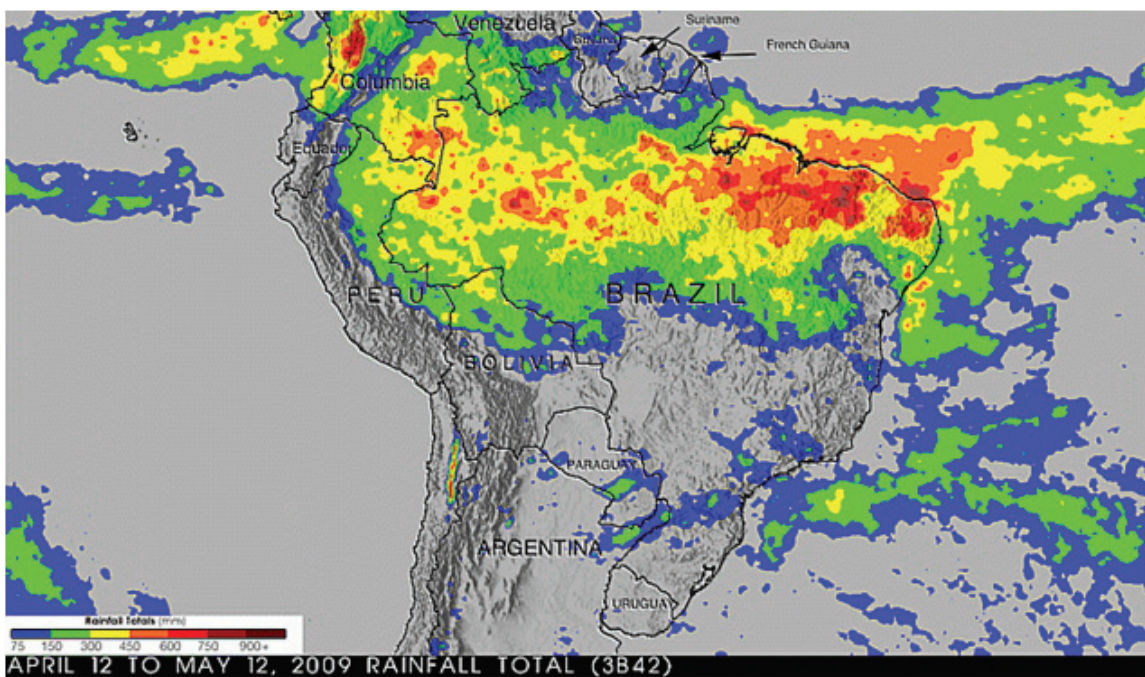 Venezuela
Suriname
Guyana
French Guiana
Columbia
Equador
PERU
BRAZIL
BOLIVIA
PARAGUAY
ARGENTINA
URUGUAY
Rainfall Totals (mm)
75 150 300 450 600 750 900+
APRIL 12 TO MAY 12, 2009 RAINFALL TOTAL (3B42)